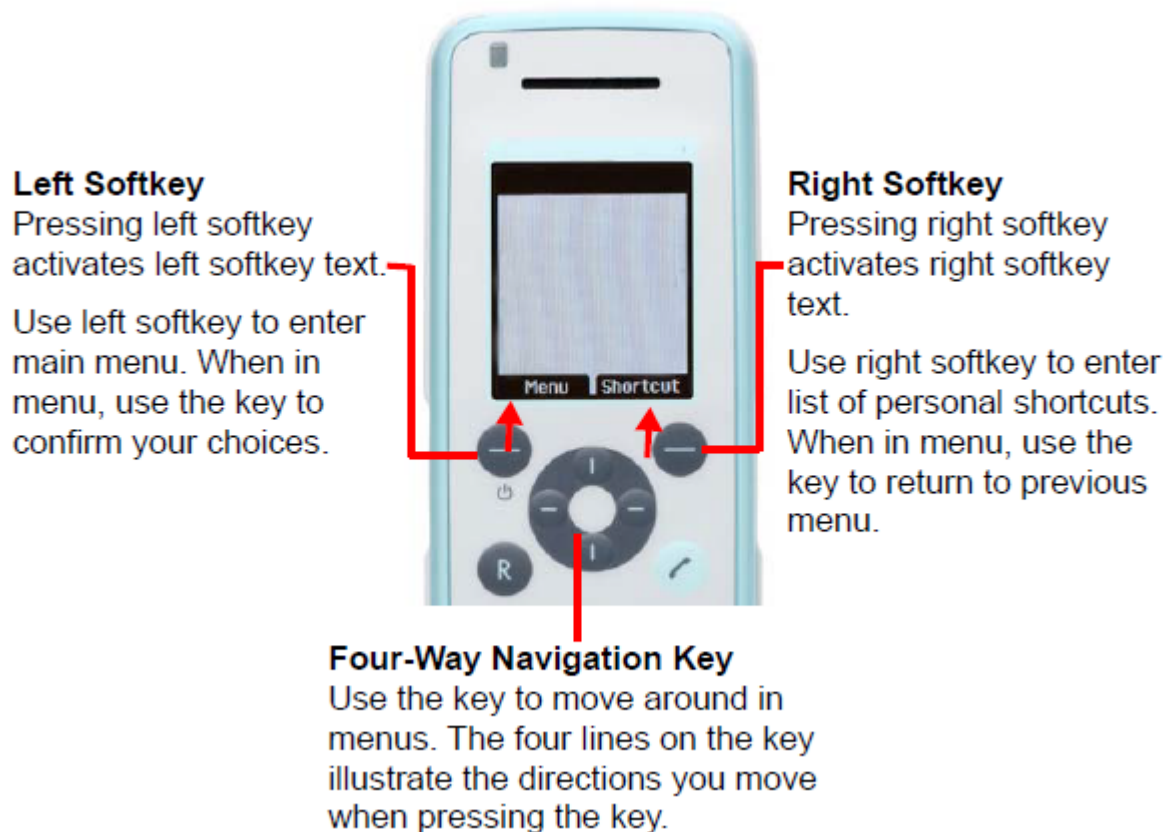 Left Softkey
Pressing left softkey
activates left softkey text.
Use left softkey to enter
main menu. When in
menu, use the key to
confirm your choices.
Right Softkey
Pressing right softkey
activates right softkey
text.
Use right softkey to enter
list of personal shortcuts.
When in menu, use the
key to return to previous
menu.
Menu
Shortcut
R
Four-Way Navigation Key
Use the key to move around in
menus. The four lines on the key
illustrate the directions you move
when pressing the key.